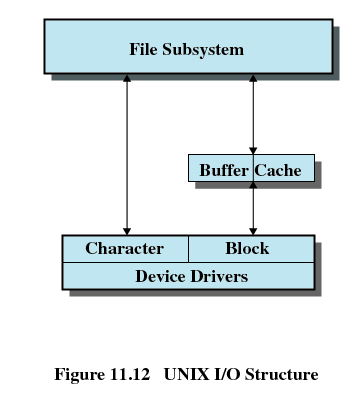 File Subsystem
Buffer Cache
Character
Block
Device Drivers
Figure 11.12 UNIX I/O Structure